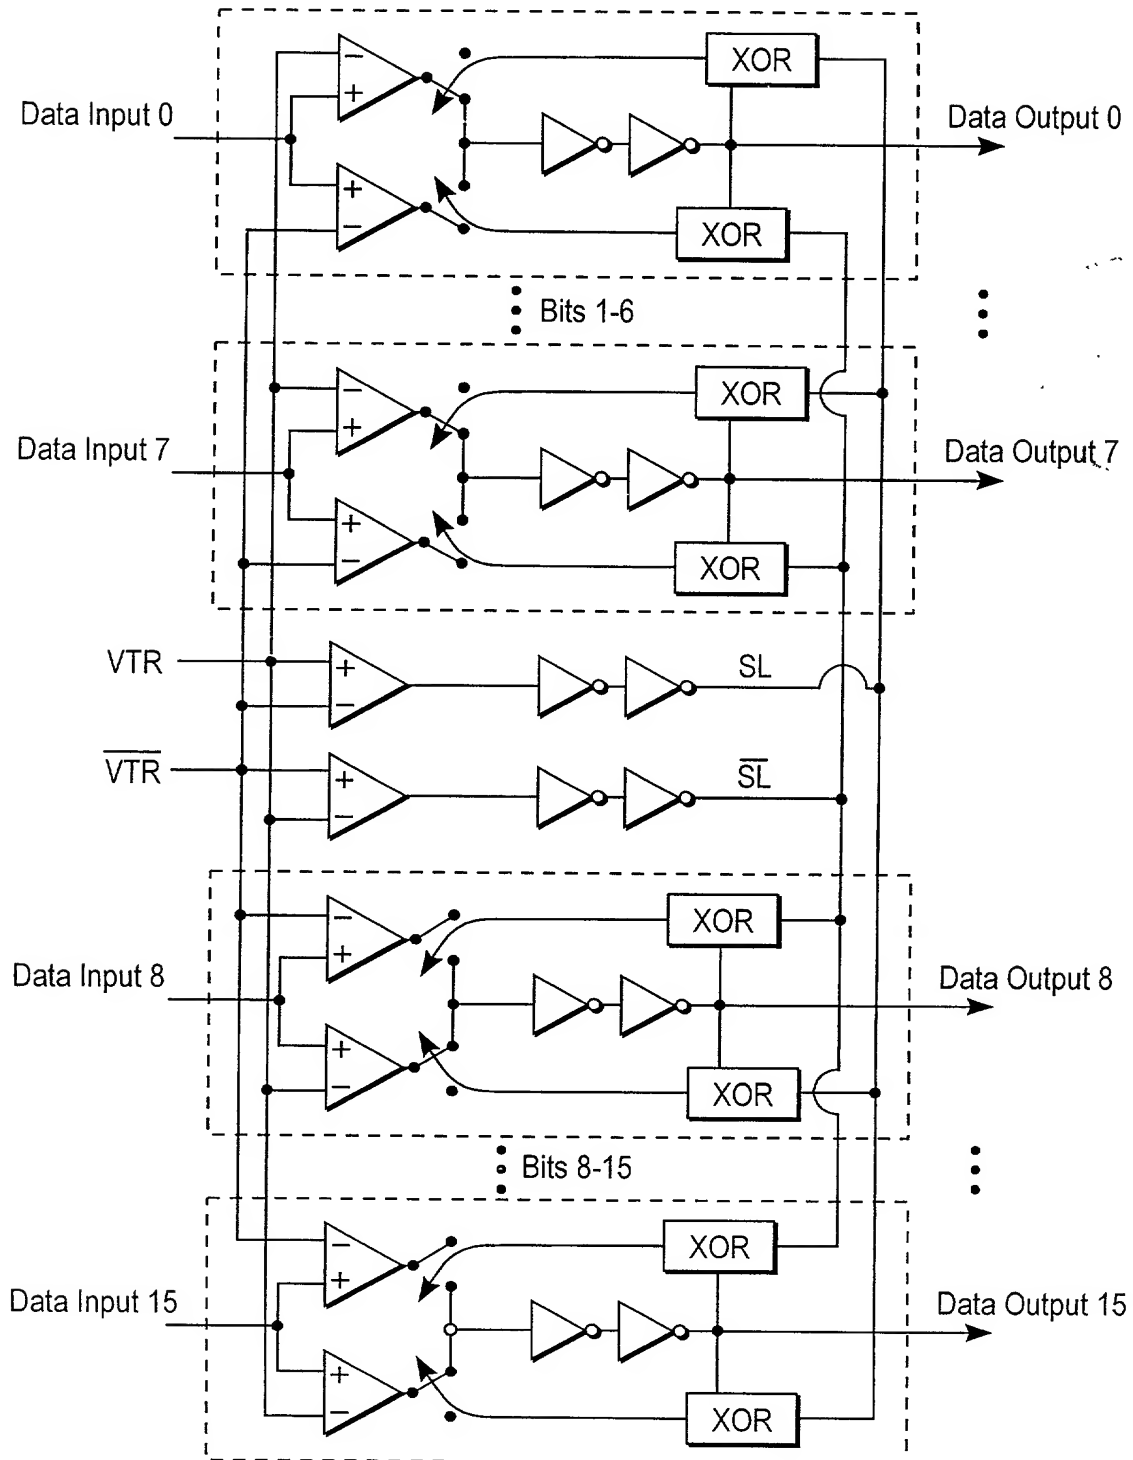 XOR
Data Input 0
Data Output 0
XOR
Bits 1-6
XOR
Data Input 7
Data Output 7
XOR
VTR
SL
V̅T̅R̅
S̅L̅
XOR
Data Input 8
Data Output 8
XOR
Bits 8-15
XOR
Data Input 15
Data Output 15
XOR